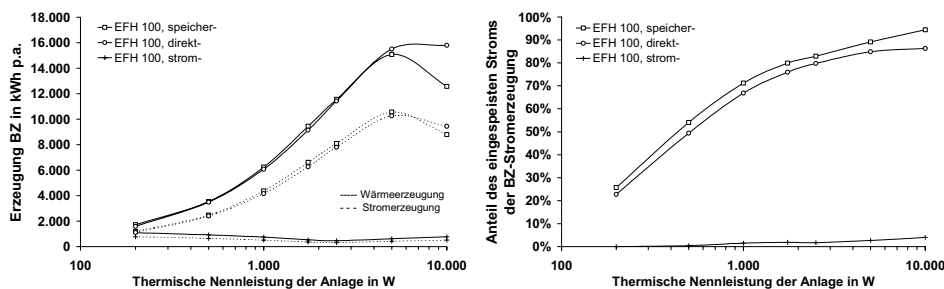 18.000
16.000
14.000
12.000
10.000
8.000
6.000
4.000
2.000
0
Erzeugung BZ in kWh p.a.
EFH 100, speicher-
EFH 100, direkt-
EFH 100, strom-
Wärmeerzeugung
Stromerzeugung
100
1.000
10.000
Thermische Nennleistung der Anlage in W
Anteil des eingespeisten Stroms
der BZ-Stromerzeugung
100%
90%
80%
70%
60%
50%
40%
30%
20%
10%
0%
EFH 100, speicher-
EFH 100, direkt-
EFH 100, strom-
100
1.000
10.000
Thermische Nennleistung der Anlage in W